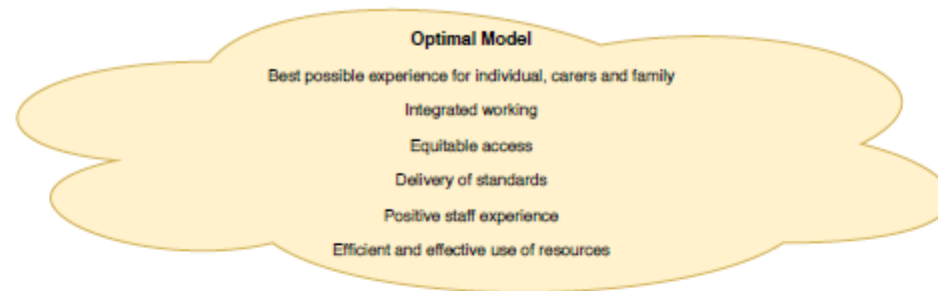 Optimal Model
Best possible experience for individual, carers and family
Integrated working
Equitable access
Delivery of standards
Positive staff experience
Efficient and effective use of resources